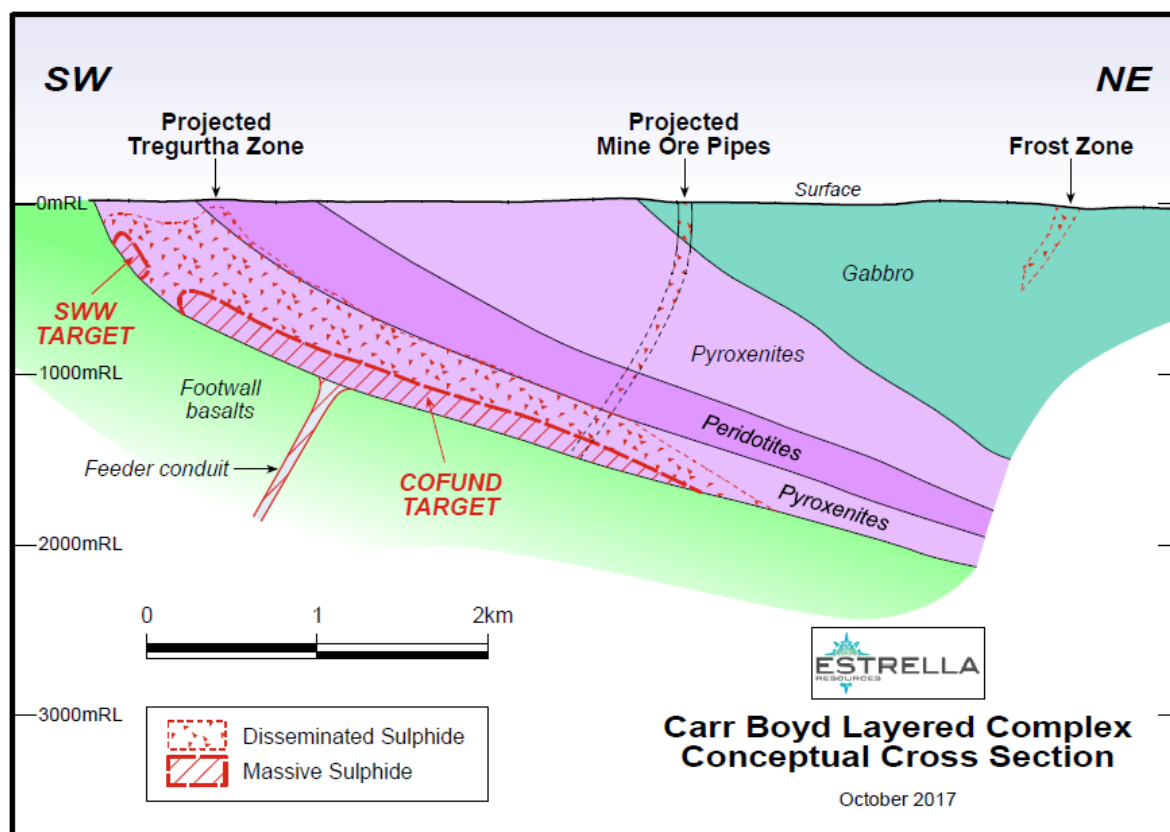 SW
NE
Projected
Tregurtha Zone
Projected
Mine Ore Pipes
Frost Zone
Surface
0mRL
Gabbro
SWW
TARGET
Pyroxenites
1000mRL
Footwall
basalts
Peridotites
Feeder conduit
COFUND
TARGET
Pyroxenites
2000mRL
0 1 2km
ESTRELLA
RESOURCES
3000mRL
Disseminated Sulphide
Massive Sulphide
Carr Boyd Layered Complex
Conceptual Cross Section
October 2017